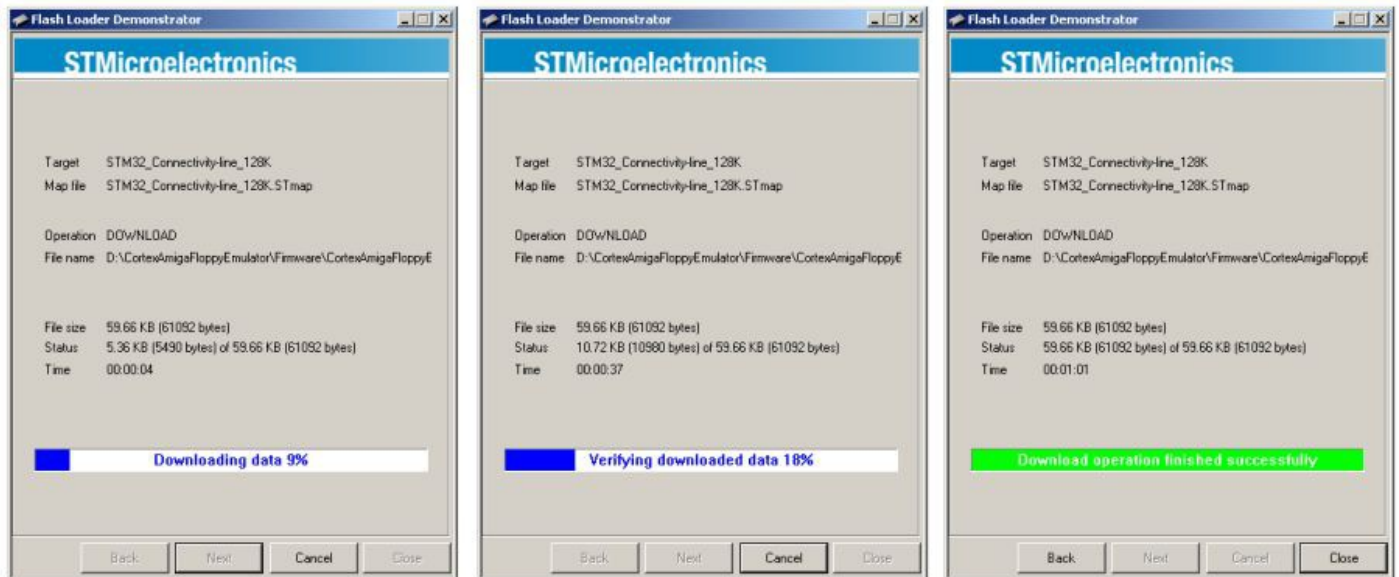 Flash Loader Demonstrator
STMicroelectronics
Target STM32_Connectivity-line_128K
Map file STM32_Connectivity-line_128K.STmap
Operation DOWNLOAD
File name D:\CortexAmigaFloppyEmulator\Firmware\CortexAmigaFloppyE
File size 59.66 KB (61092 bytes)
Status 5.36 KB (5490 bytes) of 59.66 KB (61092 bytes)
Time 00:00:04
Downloading data 9%
Back Next Cancel Close
Flash Loader Demonstrator
STMicroelectronics
Target STM32_Connectivity-line_128K
Map file STM32_Connectivity-line_128K.STmap
Operation DOWNLOAD
File name D:\CortexAmigaFloppyEmulator\Firmware\CortexAmigaFloppyE
File size 59.66 KB (61092 bytes)
Status 10.72 KB (10980 bytes) of 59.66 KB (61092 bytes)
Time 00:00:37
Verifying downloaded data 18%
Back Next Cancel Close
Flash Loader Demonstrator
STMicroelectronics
Target STM32_Connectivity-line_128K
Map file STM32_Connectivity-line_128K.STmap
Operation DOWNLOAD
File name D:\CortexAmigaFloppyEmulator\Firmware\CortexAmigaFloppyE
File size 59.66 KB (61092 bytes)
Status 59.66 KB (61092 bytes) of 59.66 KB (61092 bytes)
Time 00:01:01
Download operation finished successfully
Back Next Cancel Close